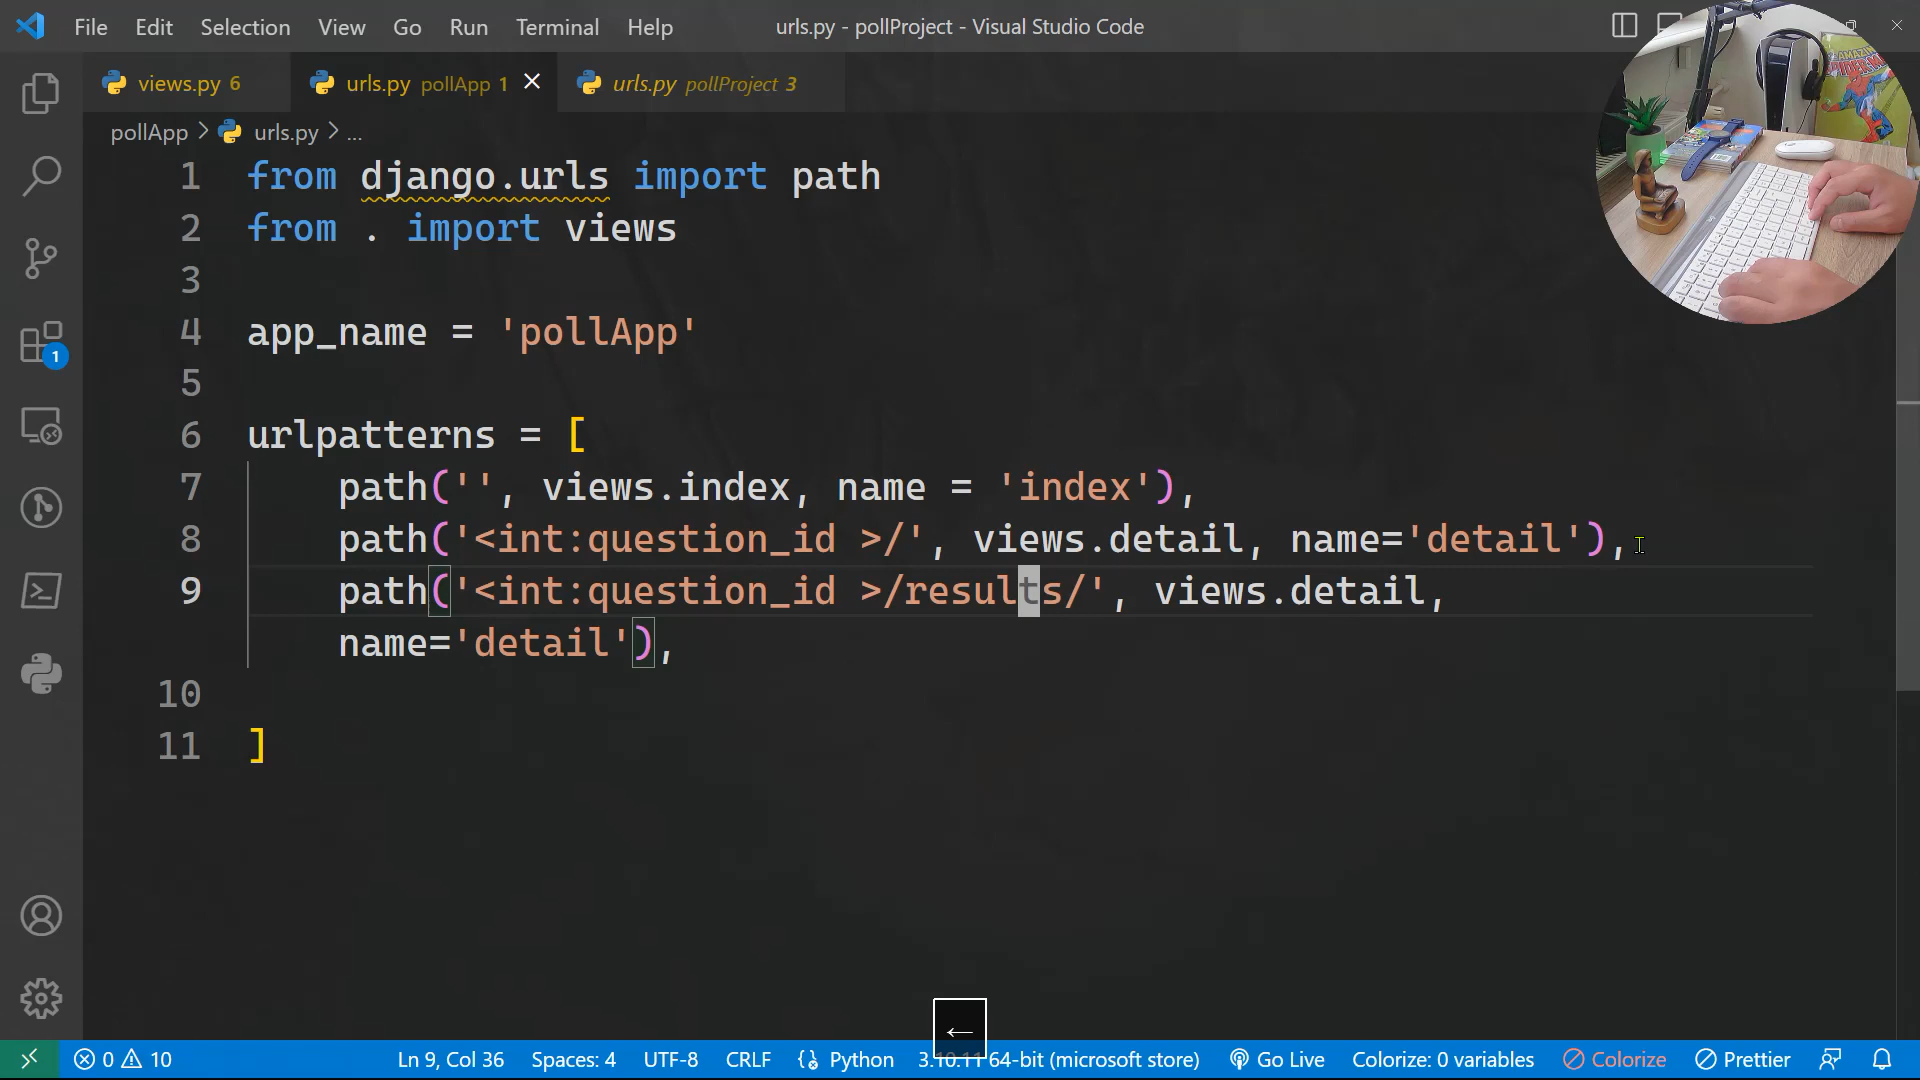 File Edit Selection View Go Run Terminal Help urls.py - pollProject - Visual Studio Code
views.py 6 urls.py pollApp 1 urls.py pollProject 3
pollApp > urls.py > ...
1 from django.urls import path
2 from . import views
3
4 app_name = 'pollApp'
5
6 urlpatterns = [
7 path('', views.index, name = 'index'),
8 path('<int:question_id >/', views.detail, name='detail'),
9 path('<int:question_id >/results/', views.detail,
name='detail'),
10
11 ]
1
←
0 10 Ln 9, Col 36 Spaces: 4 UTF-8 CRLF Python 3.10.11 64-bit (microsoft store) Go Live Colorize: 0 variables Colorize Prettier